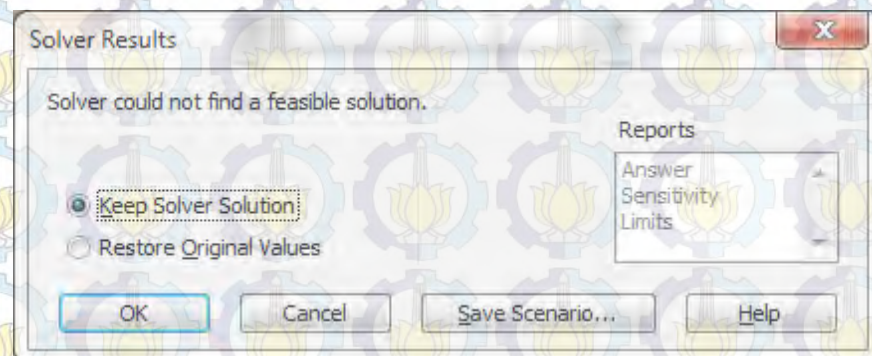 Solver Results
Solver could not find a feasible solution.
Reports
Answer
Sensitivity
Limits
Keep Solver Solution
Restore Original Values
OK
Cancel
Save Scenario...
Help